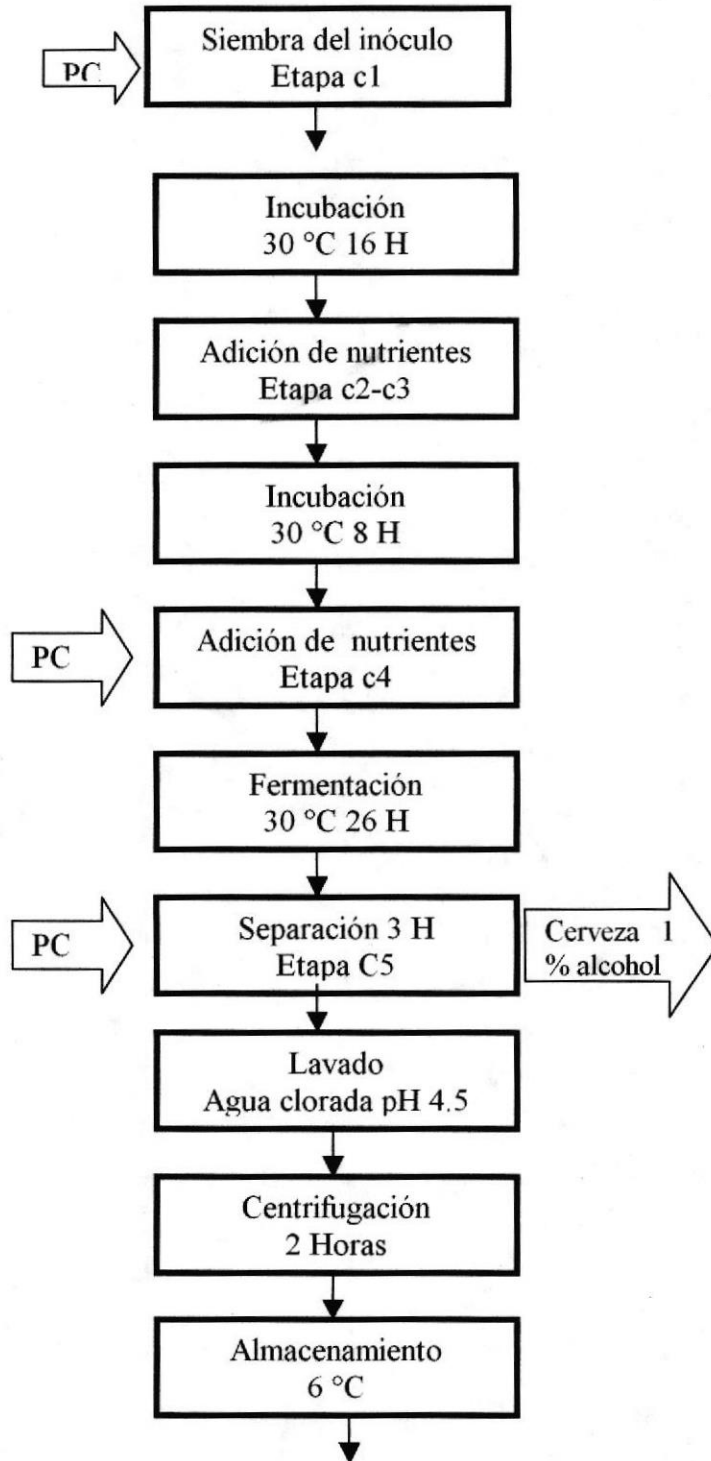 Siembra del inóculo
Etapa c1
PC
Incubación
30 °C 16 H
Adición de nutrientes
Etapa c2-c3
Incubación
30 °C 8 H
PC
Adición de nutrientes
Etapa c4
Fermentación
30 °C 26 H
PC
Separación 3 H
Etapa C5
Cerveza 1
% alcohol
Lavado
Agua clorada pH 4.5
Centrifugación
2 Horas
Almacenamiento
6 °C